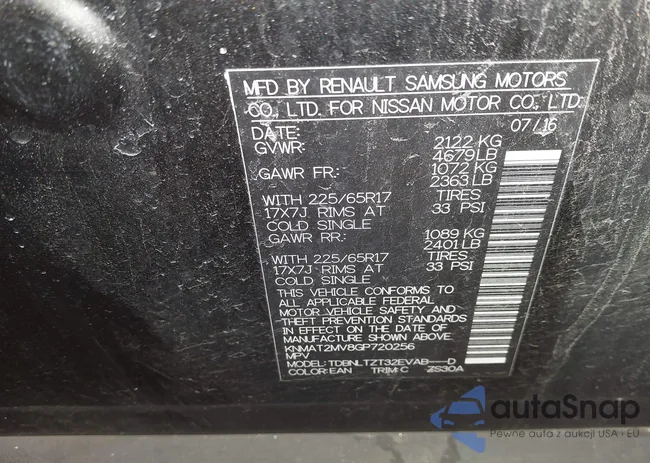 MFD BY RENAULT SAMSUNG MOTORS
CO., LTD. FOR NISSAN MOTOR CO., LTD.
DATE: 07/16
GVWR: 2122 KG
4679 LB
GAWR FR: 1072 KG
2363 LB
WITH 225/65R17 TIRES
17X7J RIMS AT 33 PSI
COLD SINGLE
GAWR RR: 1089 KG
2401 LB
WITH 225/65R17 TIRES
17X7J RIMS AT 33 PSI
COLD SINGLE
THIS VEHICLE CONFORMS TO
ALL APPLICABLE FEDERAL
MOTOR VEHICLE SAFETY AND
THEFT PREVENTION STANDARDS
IN EFFECT ON THE DATE OF
MANUFACTURE SHOWN ABOVE.
KNMAT2MV8GP720256
MPV
MODEL: TDBNLTZT32EVAB---D
COLOR:EAN TRIM:C ZS30A
autaSnap
Pewne auta z aukcji USA i EU